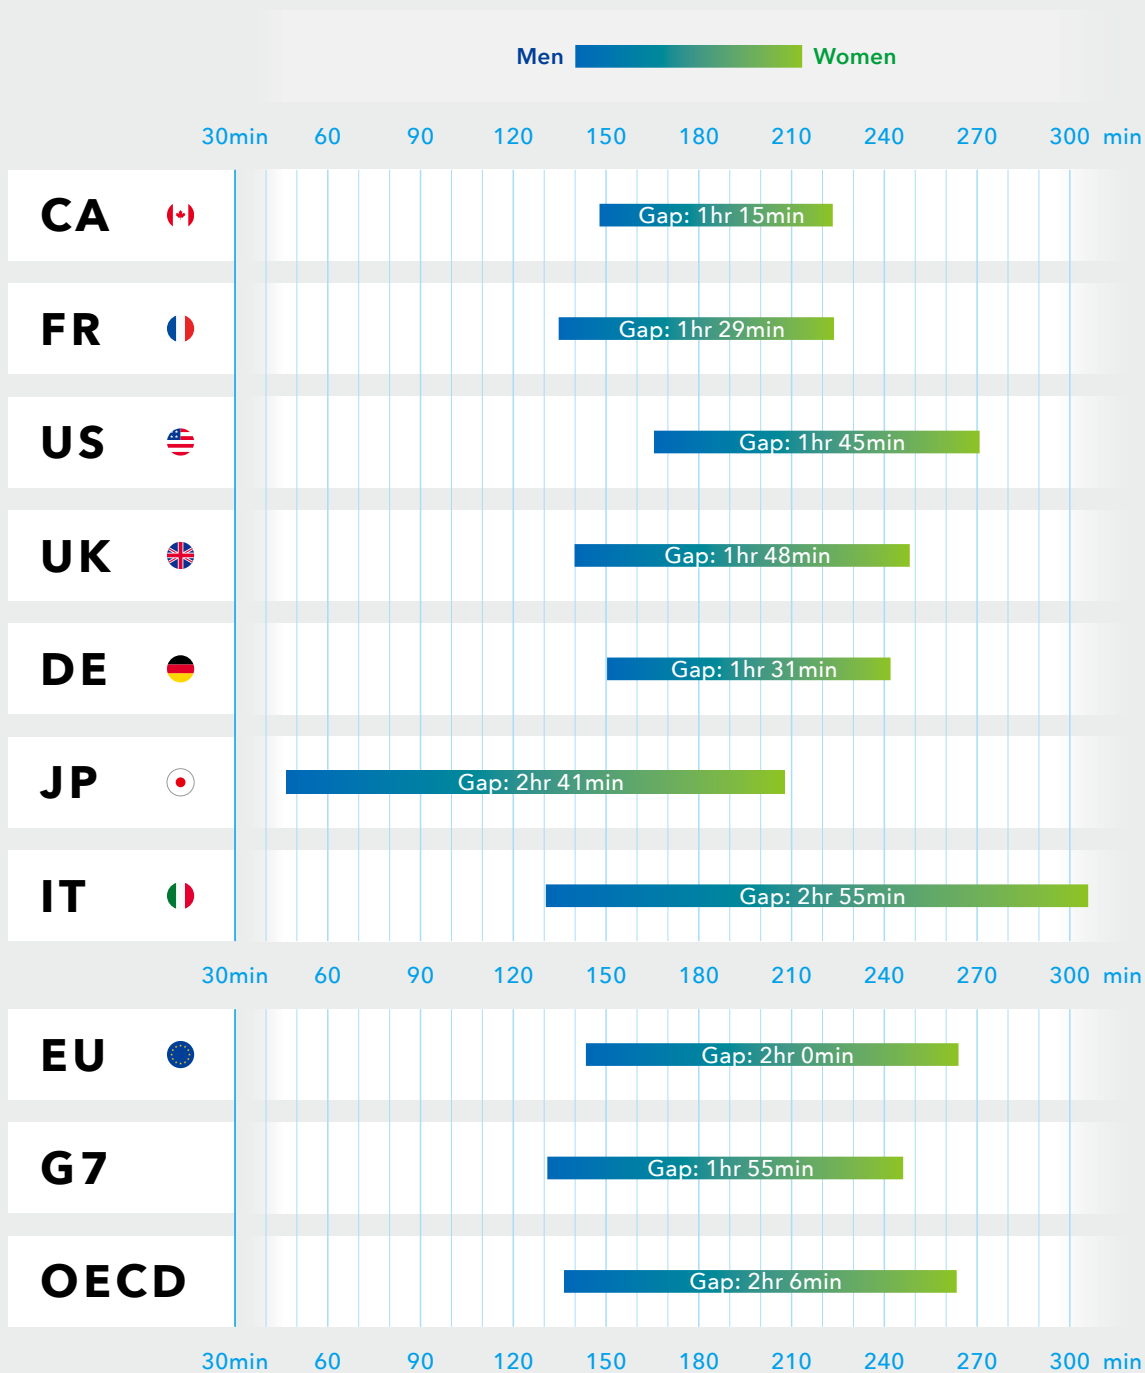 Men Women
30min 60 90 120 150 180 210 240 270 300 min
CA Gap: 1hr 15min
FR Gap: 1hr 29min
US Gap: 1hr 45min
UK Gap: 1hr 48min
DE Gap: 1hr 31min
JP Gap: 2hr 41min
IT Gap: 2hr 55min
30min 60 90 120 150 180 210 240 270 300 min
EU Gap: 2hr 0min
G7 Gap: 1hr 55min
OECD Gap: 2hr 6min
30min 60 90 120 150 180 210 240 270 300 min